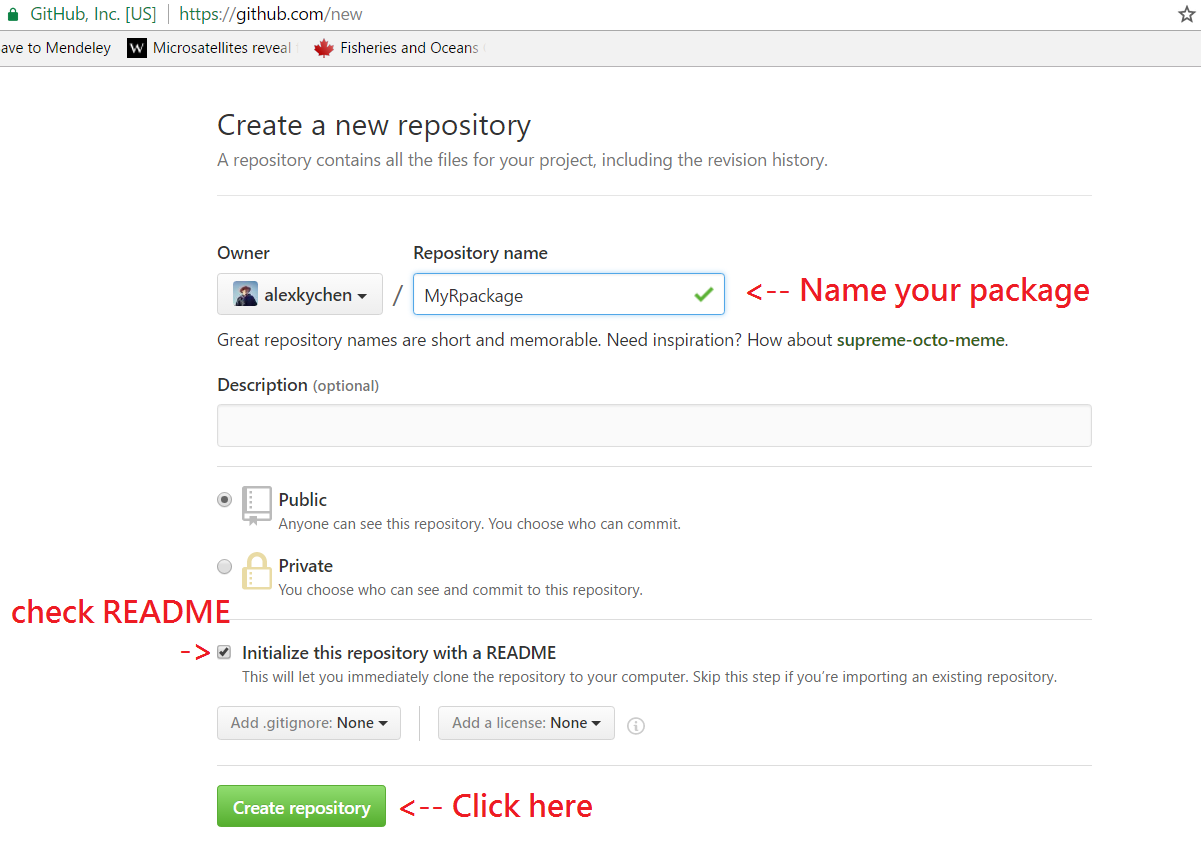 GitHub, Inc. [US] https://github.com/new
ave to Mendeley W Microsatellites reveal Fisheries and Oceans
Create a new repository
A repository contains all the files for your project, including the revision history.
Owner Repository name
alexkychen / MyRpackage <-- Name your package
Great repository names are short and memorable. Need inspiration? How about supreme-octo-meme.
Description (optional)
Public
Anyone can see this repository. You choose who can commit.
Private
You choose who can see and commit to this repository.
check README
-> Initialize this repository with a README
This will let you immediately clone the repository to your computer. Skip this step if you’re importing an existing repository.
Add .gitignore: None Add a license: None i
Create repository <-- Click here